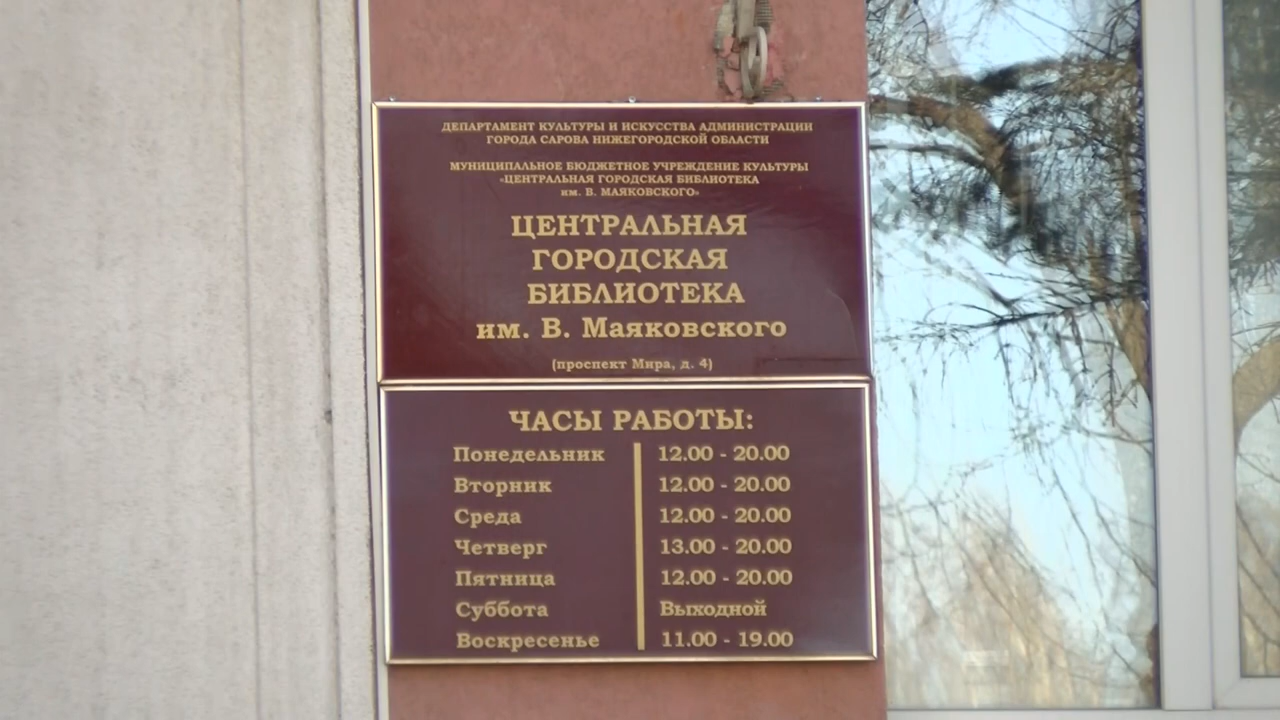 ДЕПАРТАМЕНТ КУЛЬТУРЫ И ИСКУССТВА АДМИНИСТРАЦИИ
ГОРОДА САРОВА НИЖЕГОРОДСКОЙ ОБЛАСТИ
МУНИЦИПАЛЬНОЕ БЮДЖЕТНОЕ УЧРЕЖДЕНИЕ КУЛЬТУРЫ
«ЦЕНТРАЛЬНАЯ ГОРОДСКАЯ БИБЛИОТЕКА
им. В. МАЯКОВСКОГО»
ЦЕНТРАЛЬНАЯ
ГОРОДСКАЯ
БИБЛИОТЕКА
им. В. Маяковского
(проспект Мира, д. 4)
ЧАСЫ РАБОТЫ:
Понедельник 12.00 - 20.00
Вторник 12.00 - 20.00
Среда 12.00 - 20.00
Четверг 13.00 - 20.00
Пятница 12.00 - 20.00
Суббота Выходной
Воскресенье 11.00 - 19.00